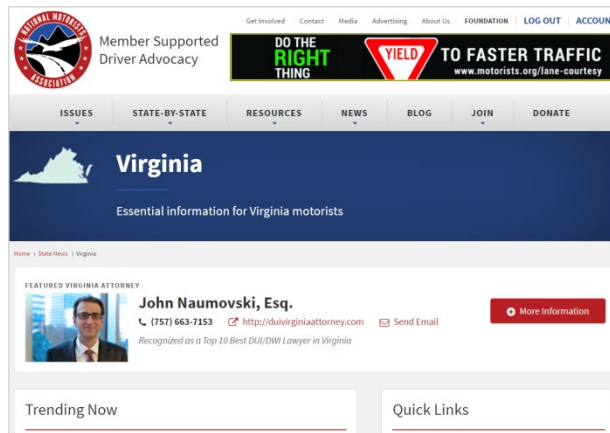 NATIONAL MOTORISTS
ASSOCIATION
Member Supported
Driver Advocacy
Get Involved Contact Media Advertising About Us FOUNDATION LOG OUT ACCOUN
DO THE
RIGHT
THING
YIELD
TO FASTER TRAFFIC
www.motorists.org/lane-courtesy
ISSUES STATE-BY-STATE RESOURCES NEWS BLOG JOIN DONATE
Virginia
Essential information for Virginia motorists
Home State News Virginia
FEATURED VIRGINIA ATTORNEY
John Naumovski, Esq.
(757) 663-7153 http://duivirginiaattorney.com Send Email
Recognized as a Top 10 Best DUI/DWI Lawyer in Virginia
More Information
Trending Now
Quick Links